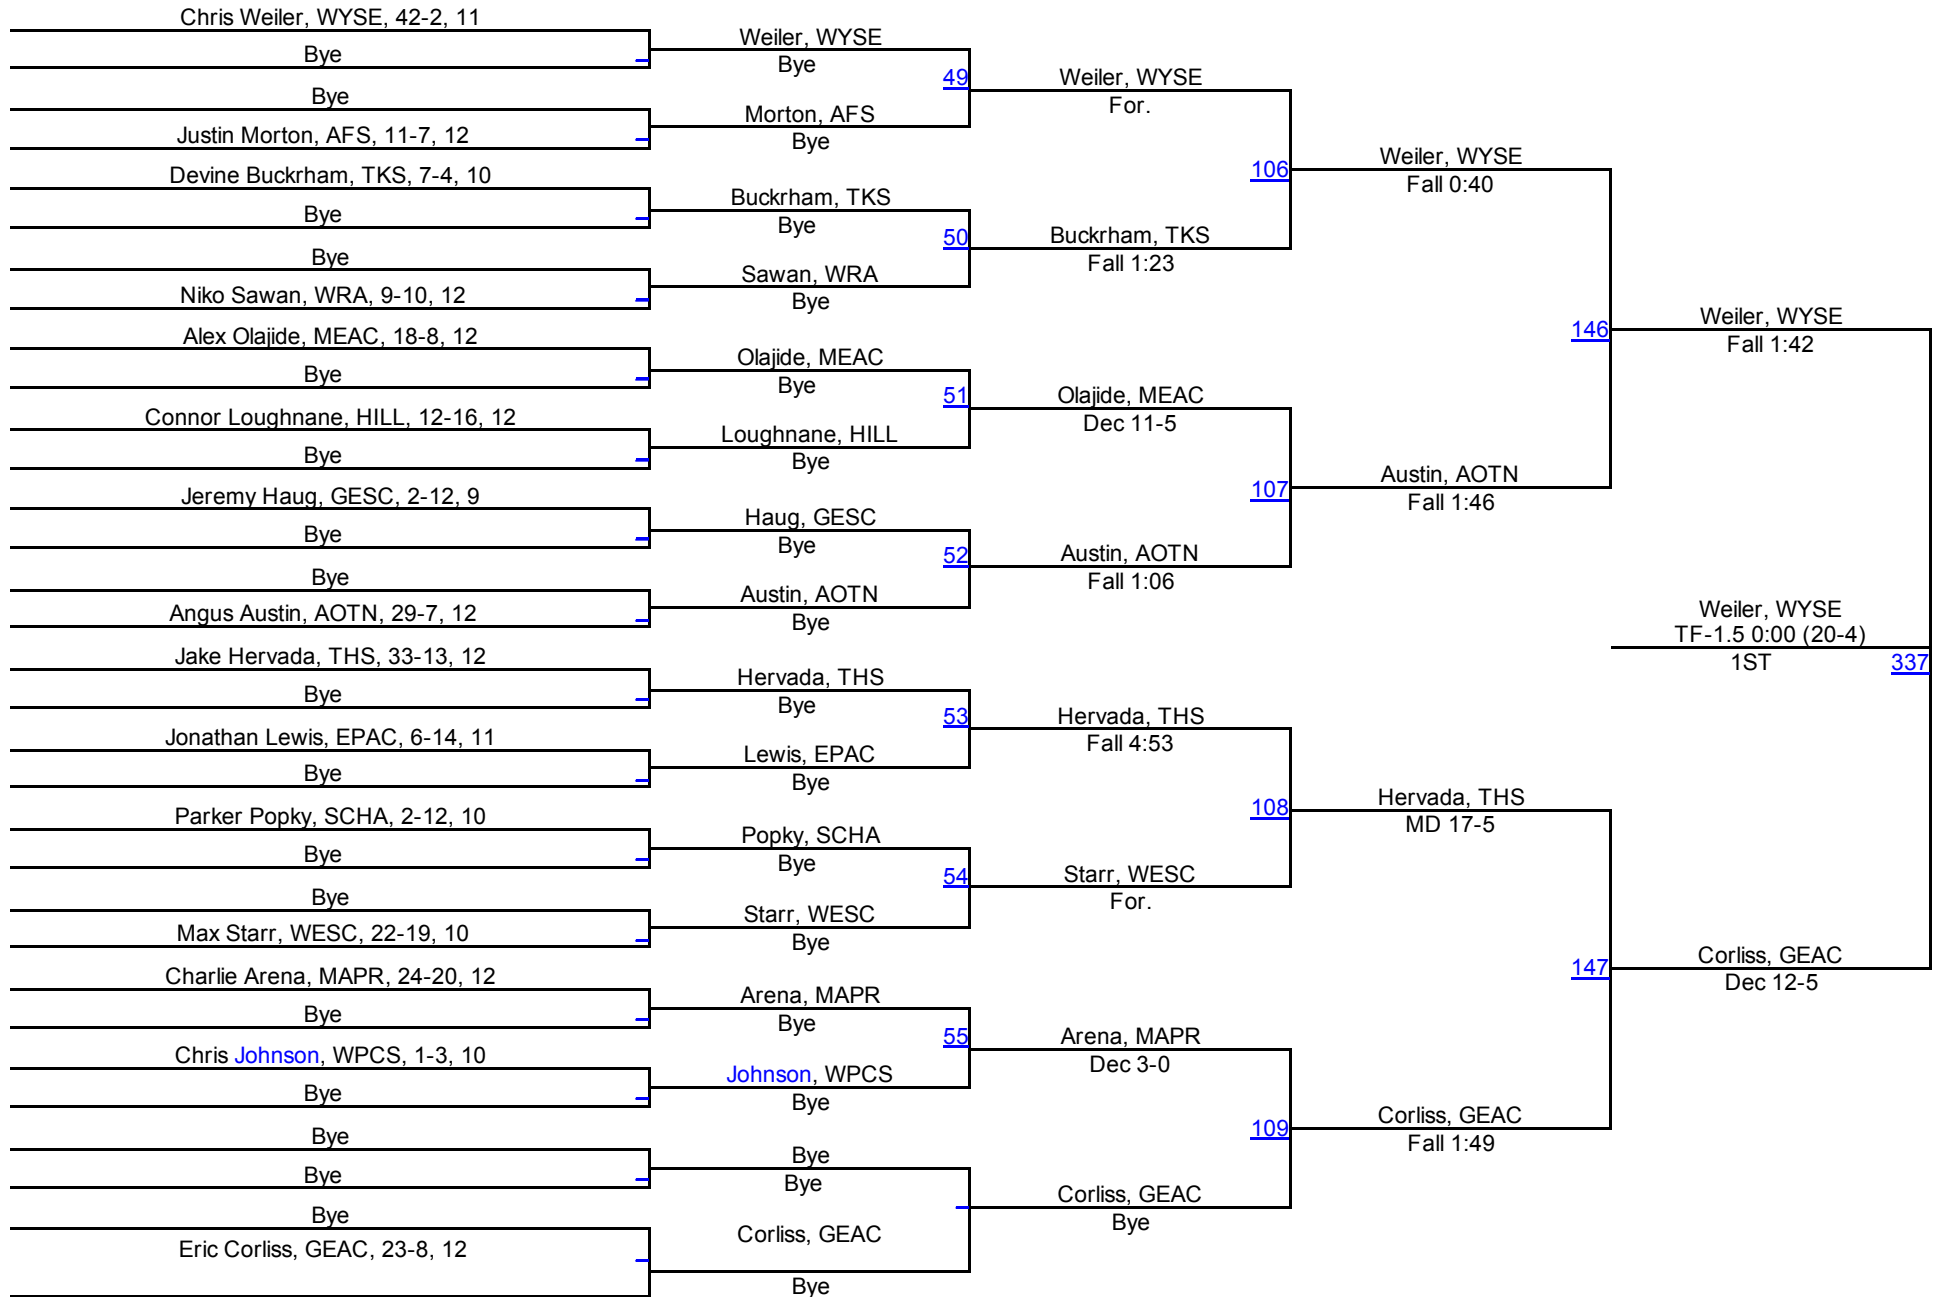 Chris Weiler, WYSE, 42-2, 11
Bye
Bye
Justin Morton, AFS, 11-7, 12
Devine Buckrham, TKS, 7-4, 10
Bye
Bye
Niko Sawan, WRA, 9-10, 12
Alex Olajide, MEAC, 18-8, 12
Bye
Connor Loughnane, HILL, 12-16, 12
Bye
Jeremy Haug, GESC, 2-12, 9
Bye
Bye
Angus Austin, AOTN, 29-7, 12
Jake Hervada, THS, 33-13, 12
Bye
Jonathan Lewis, EPAC, 6-14, 11
Bye
Parker Popky, SCHA, 2-12, 10
Bye
Bye
Max Starr, WESC, 22-19, 10
Charlie Arena, MAPR, 24-20, 12
Bye
Chris Johnson, WPCS, 1-3, 10
Bye
Bye
Bye
Bye
Eric Corliss, GEAC, 23-8, 12
Weiler, WYSE
Bye
49
Morton, AFS
Bye
Buckrham, TKS
Bye
50
Sawan, WRA
Bye
Olajide, MEAC
Bye
51
Loughnane, HILL
Bye
Haug, GESC
Bye
52
Austin, AOTN
Bye
Hervada, THS
Bye
53
Lewis, EPAC
Bye
Popky, SCHA
Bye
54
Starr, WESC
Bye
Arena, MAPR
Bye
55
Johnson, WPCS
Bye
Bye
Bye
Corliss, GEAC
Bye
Weiler, WYSE
For.
106
Buckrham, TKS
Fall 1:23
Olajide, MEAC
Dec 11-5
107
Austin, AOTN
Fall 1:06
Hervada, THS
Fall 4:53
108
Starr, WESC
For.
Arena, MAPR
Dec 3-0
109
Corliss, GEAC
Bye
Weiler, WYSE
Fall 0:40
146
Austin, AOTN
Fall 1:46
Hervada, THS
MD 17-5
147
Corliss, GEAC
Fall 1:49
Weiler, WYSE
Fall 1:42
Weiler, WYSE
TF-1.5 0:00 (20-4)
1ST
337
Corliss, GEAC
Dec 12-5